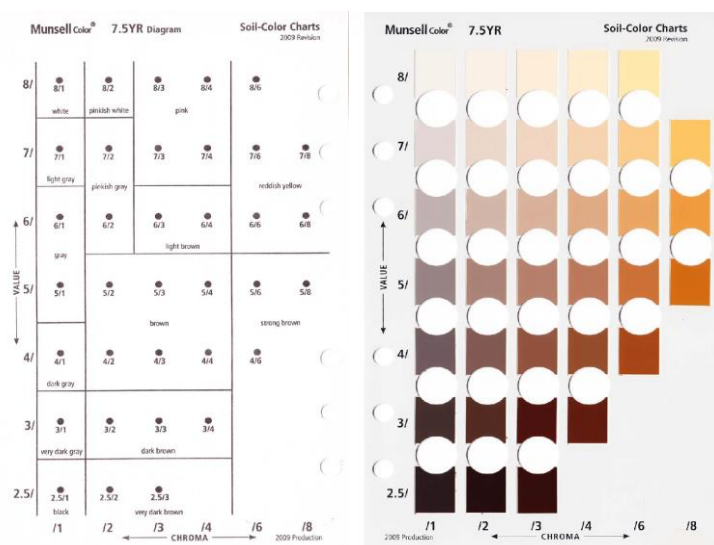 Munsell Color® 7.5YR Diagram Soil-Color Charts
2009 Revision
8/ 8/1 8/2 8/3 8/4 8/6
white pinkish white pink
7/ 7/1 7/2 7/3 7/4 7/6 7/8
light gray pinkish gray reddish yellow
6/ 6/1 6/2 6/3 6/4 6/6 6/8
gray light brown
VALUE
5/ 5/1 5/2 5/3 5/4 5/6 5/8
brown strong brown
4/ 4/1 4/2 4/3 4/4 4/6
dark gray
3/ 3/1 3/2 3/3 3/4
very dark gray dark brown
2.5/ 2.5/1 2.5/2 2.5/3
black very dark brown
/1 /2 /3 /4 /6 /8
CHROMA 2009 Production
Munsell Color® 7.5YR Soil-Color Charts
2009 Revision
8/
7/
6/
VALUE
5/
4/
3/
2.5/
/1 /2 /3 /4 /6 /8
2009 Production CHROMA